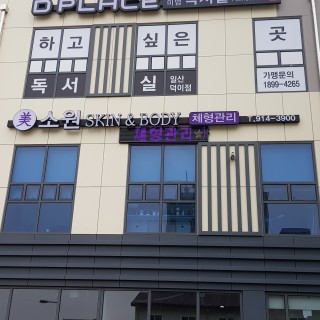 D-PLACE
하고 싶은 곳
독서실 일산 덕이점 가맹문의 1899-4265
美 소원 SKIN & BODY 체형관리 T.914-3900
체형관리